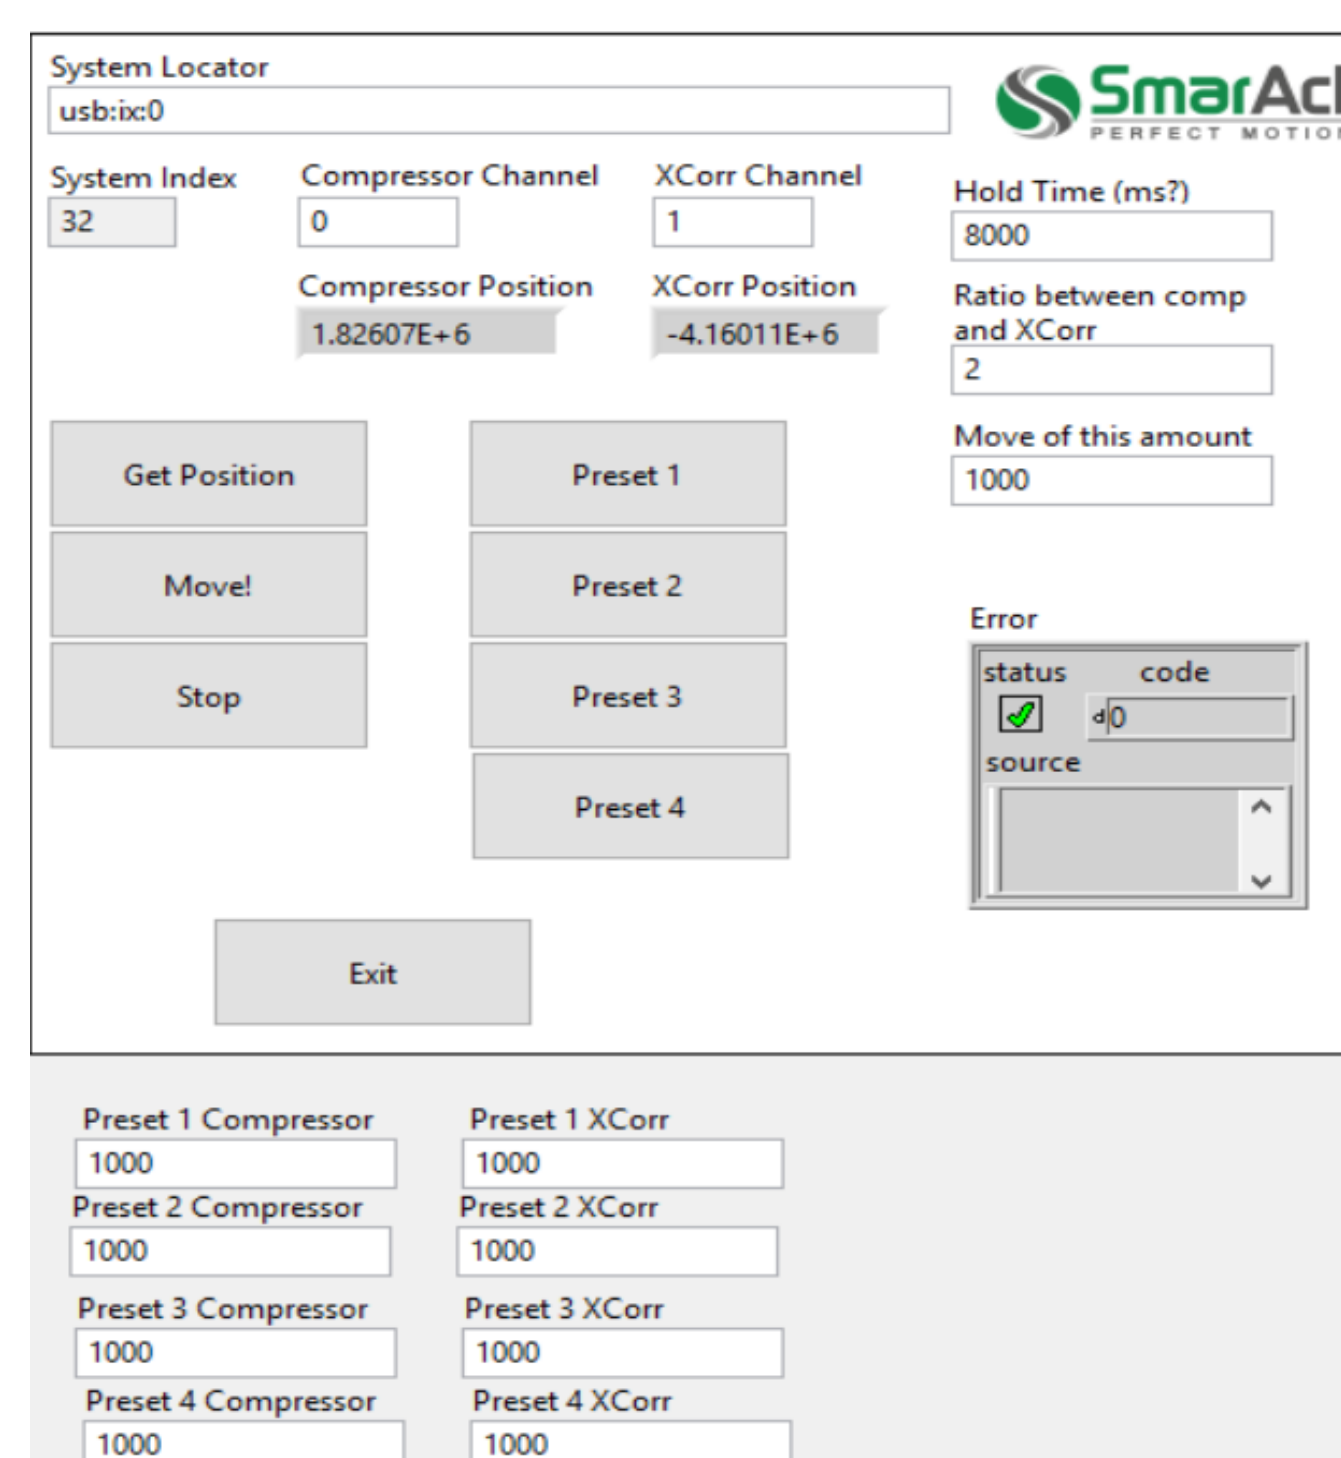 System Locator
usb:ix:0
SmarAct
PERFECT MOTION
System Index
32
Compressor Channel
0
XCorr Channel
1
Compressor Position
1.82607E+6
XCorr Position
-4.16011E+6
Hold Time (ms?)
8000
Ratio between comp
and XCorr
2
Move of this amount
1000
Get Position
Move!
Stop
Preset 1
Preset 2
Preset 3
Preset 4
Exit
Error
status code
d 0
source
Preset 1 Compressor Preset 1 XCorr
1000 1000
Preset 2 Compressor Preset 2 XCorr
1000 1000
Preset 3 Compressor Preset 3 XCorr
1000 1000
Preset 4 Compressor Preset 4 XCorr
1000 1000